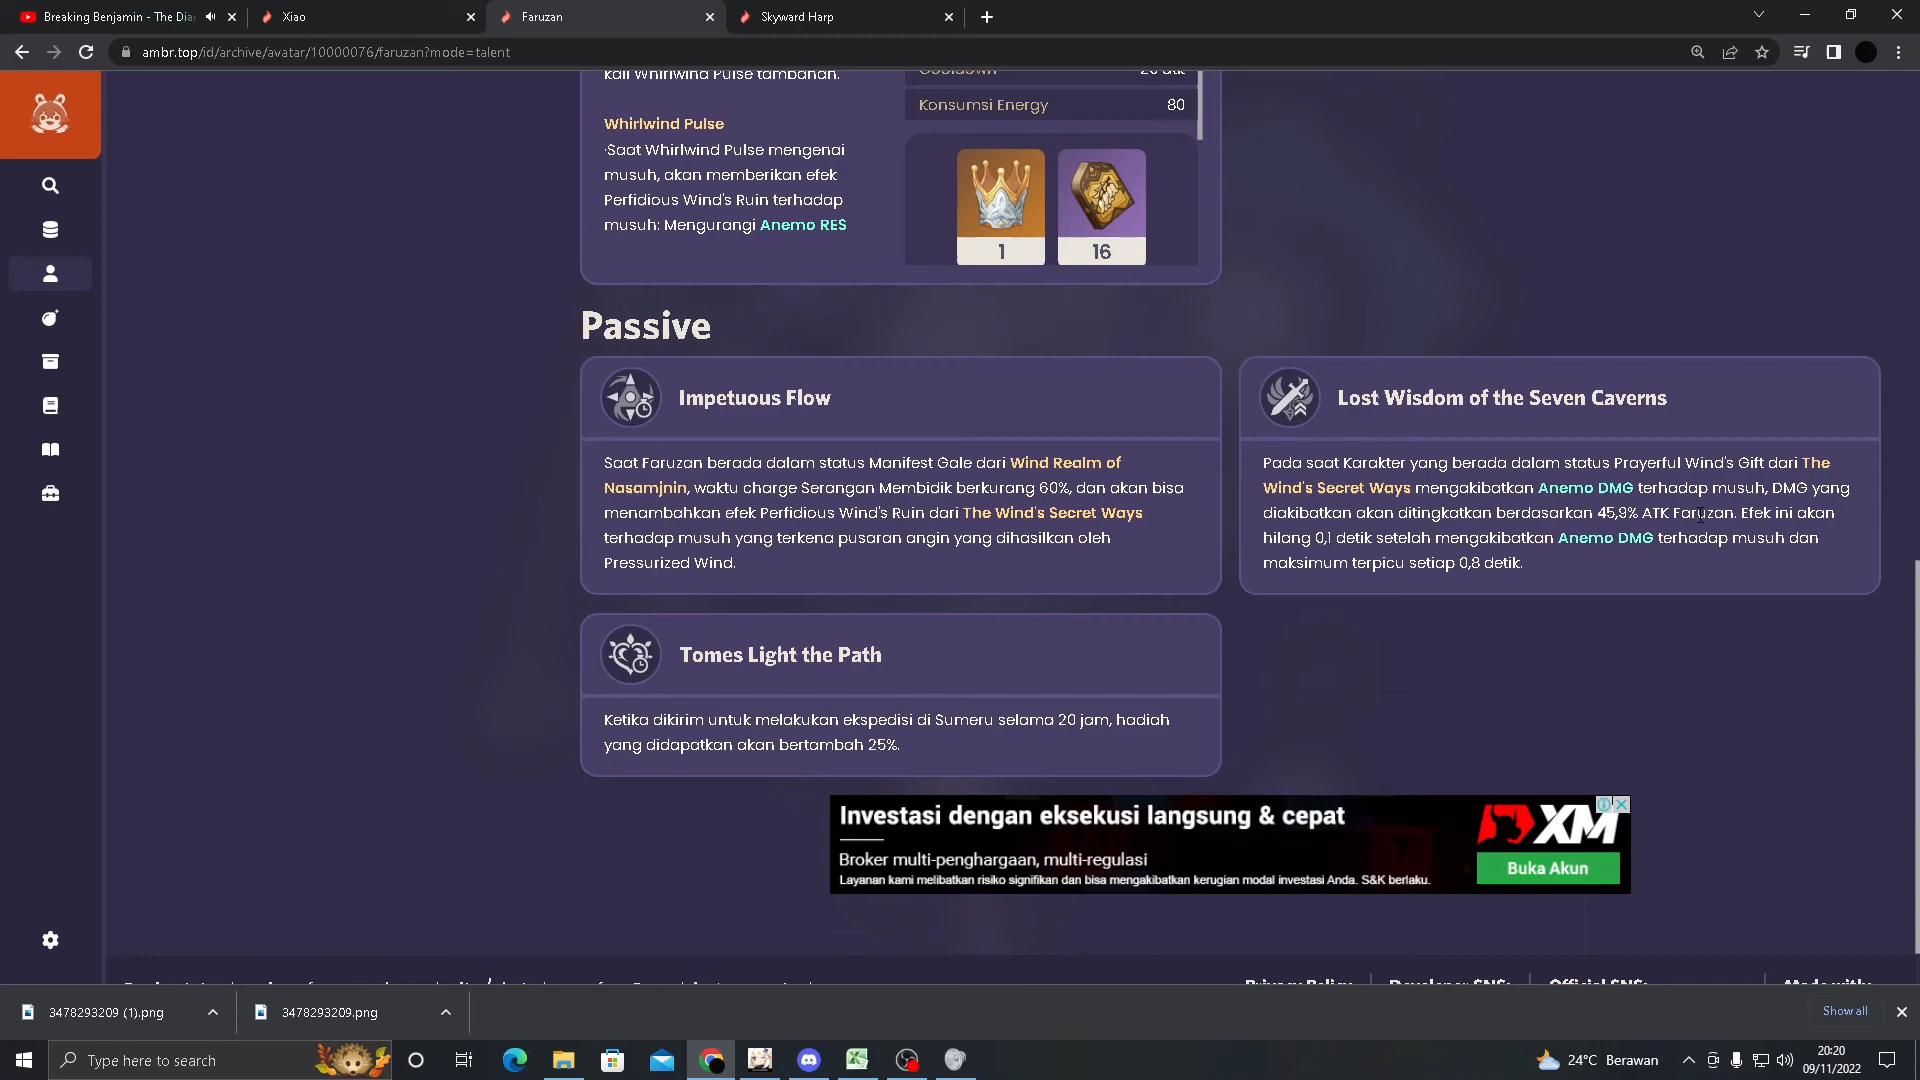 Breaking Benjamin - The Dia
Xiao
Faruzan
Skyward Harp
ambr.top/id/archive/avatar/10000076/faruzan?mode=talent
kali Whirlwind Pulse tambahan.
Konsumsi Energy 80
Whirlwind Pulse
·Saat Whirlwind Pulse mengenai
musuh, akan memberikan efek
Perfidious Wind's Ruin terhadap
musuh: Mengurangi Anemo RES
1
16
Passive
Impetuous Flow
Saat Faruzan berada dalam status Manifest Gale dari Wind Realm of
Nasamjnin, waktu charge Serangan Membidik berkurang 60%, dan akan bisa
menambahkan efek Perfidious Wind's Ruin dari The Wind's Secret Ways
terhadap musuh yang terkena pusaran angin yang dihasilkan oleh
Pressurized Wind.
Lost Wisdom of the Seven Caverns
Pada saat Karakter yang berada dalam status Prayerful Wind's Gift dari The
Wind's Secret Ways mengakibatkan Anemo DMG terhadap musuh, DMG yang
diakibatkan akan ditingkatkan berdasarkan 45,9% ATK Faruzan. Efek ini akan
hilang 0,1 detik setelah mengakibatkan Anemo DMG terhadap musuh dan
maksimum terpicu setiap 0,8 detik.
Tomes Light the Path
Ketika dikirim untuk melakukan ekspedisi di Sumeru selama 20 jam, hadiah
yang didapatkan akan bertambah 25%.
Investasi dengan eksekusi langsung & cepat
Broker multi-penghargaan, multi-regulasi
Layanan kami melibatkan risiko signifikan dan bisa mengakibatkan kerugian modal investasi Anda. S&K berlaku.
XM
Buka Akun
Privacy Policy
3478293209 (1).png
3478293209.png
Show all
Type here to search
24°C Berawan
20:20
09/11/2022